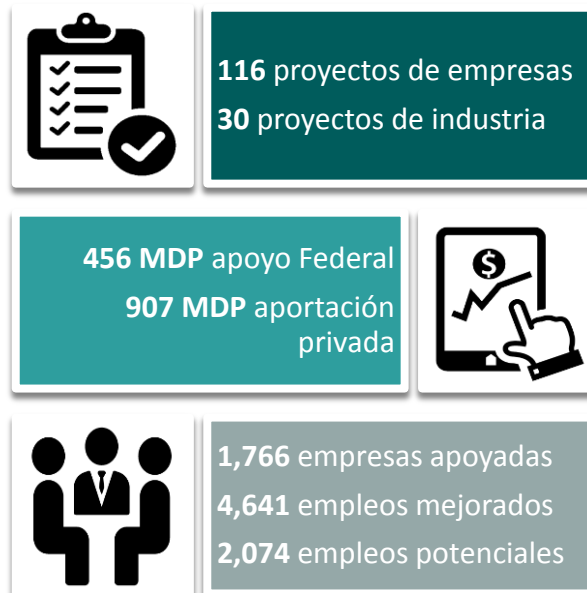 116 proyectos de empresas
30 proyectos de industria
456 MDP apoyo Federal
907 MDP aportación
privada
$
1,766 empresas apoyadas
4,641 empleos mejorados
2,074 empleos potenciales